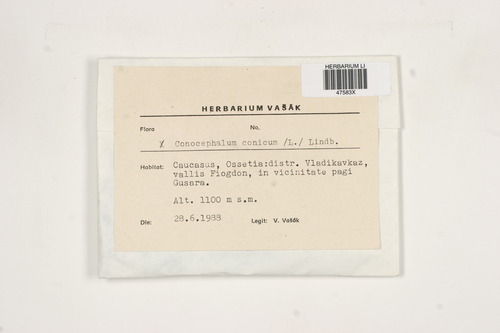 HERBARIUM LI
47583X
HERBARIUM VAŠÁK
Flora No.
X Conocephalum conicum /L./ Lindb.
Habitat: Caucasus, Ossetia:distr. Vladikavkaz,
vallis Fiogdon, in vicinitate pagi
Gusara.
Alt. 1100 m s.m.
Die: 28.6.1988 Legit: V. Vašák